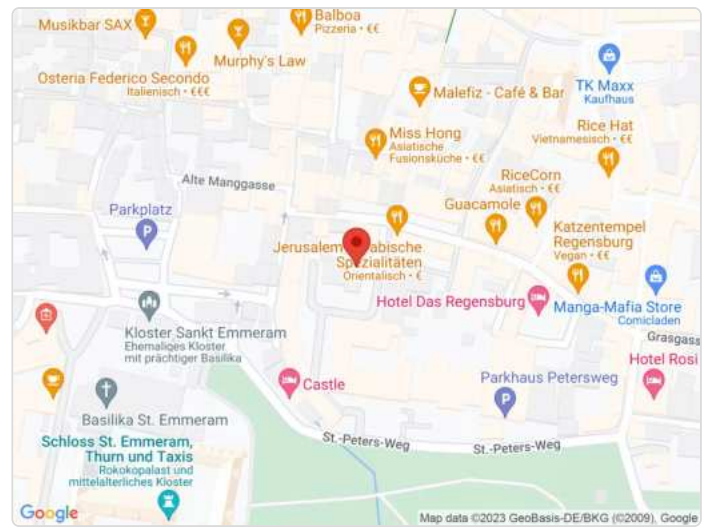 Musikbar SAX
Balboa
Pizzeria • €€
Murphy's Law
Osteria Federico Secondo
Italienisch • €€€
Malefiz - Café & Bar
TK Maxx
Kaufhaus
Miss Hong
Asiatische
Fusionsküche • €€
Rice Hat
Vietnamesisch • €€
Alte Manggasse
RiceCorn
Asiatisch • €€
Parkplatz
P
Guacamole
Jerusalem
abische
Spezialitäten
Orientalisch • €
Katzentempel
Regensburg
Vegan • €€
Hotel Das Regensburg
Manga-Mafia Store
Comicladen
Kloster Sankt Emmeram
Ehemaliges Kloster
mit prächtiger Basilika
Grasgass
Hotel Rosi
Castle
Parkhaus Petersweg
P
Basilika St. Emmeram
St.-Peters-Weg
St.-Peters-Weg
Schloss St. Emmeram,
Thurn und Taxis
Rokokopalast und
mittelalterliches Kloster
Google
Map data ©2023 GeoBasis-DE/BKG (©2009), Google